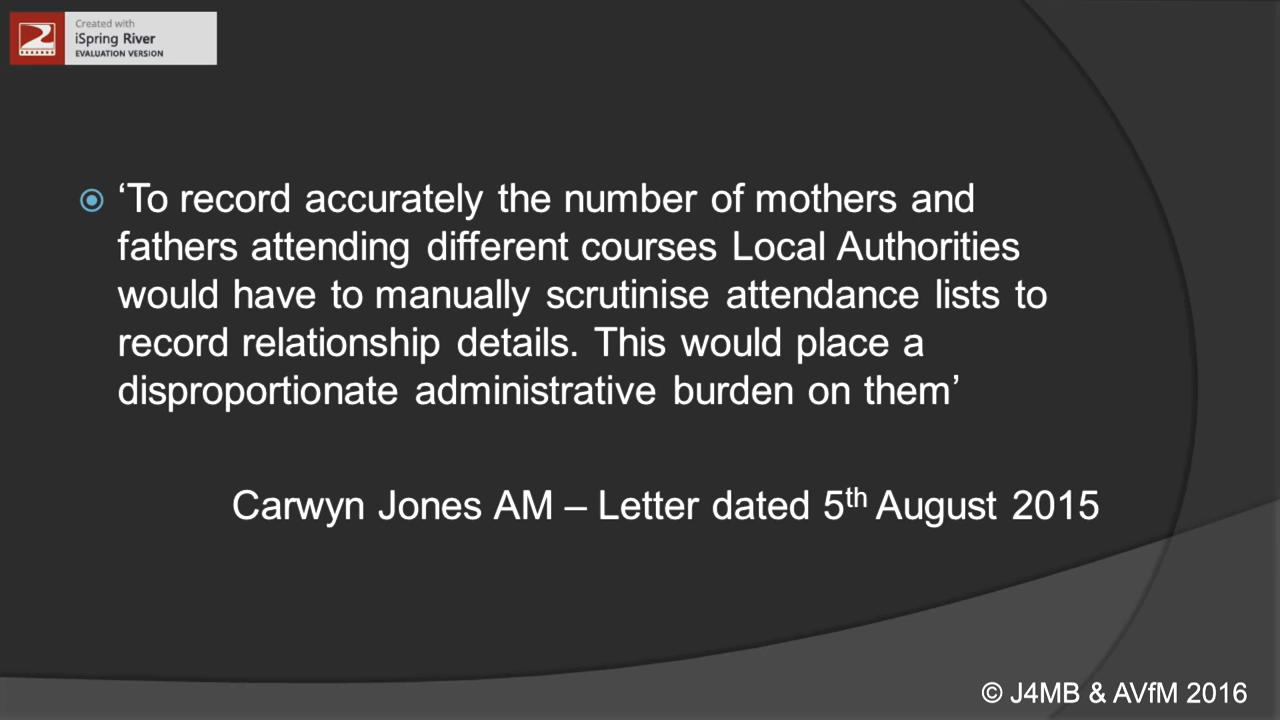 Created with
iSpring River
EVALUATION VERSION
‘To record accurately the number of mothers and
fathers attending different courses Local Authorities
would have to manually scrutinise attendance lists to
record relationship details. This would place a
disproportionate administrative burden on them’
Carwyn Jones AM – Letter dated 5th August 2015
© J4MB & AVfM 2016